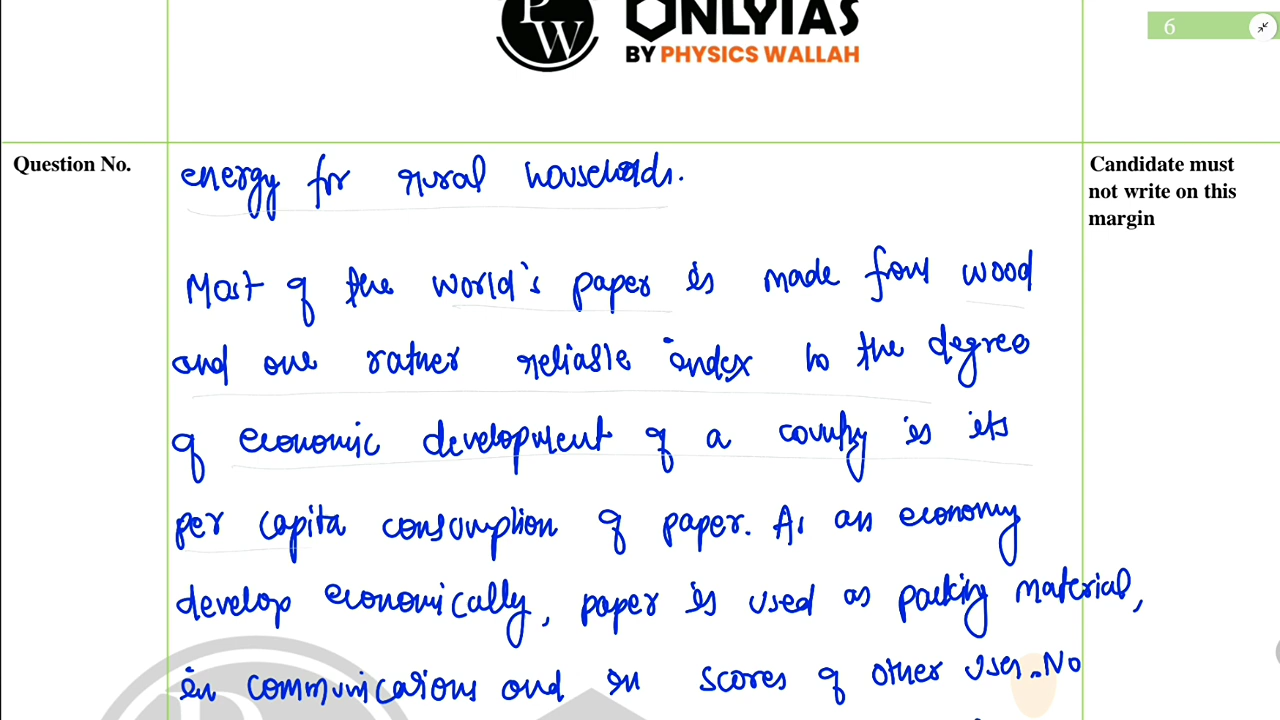 PW ONLYIAS
BY PHYSICS WALLAH
6
Question No.
Candidate must
not write on this
margin
energy for rural households.
Most of the world's paper is made from wood
and one rather reliable index to the degree
of economic development of a country is its
per capita consumption of paper. As an economy
develop economically, paper is used as packing material,
in communications and in scores of other uses. No